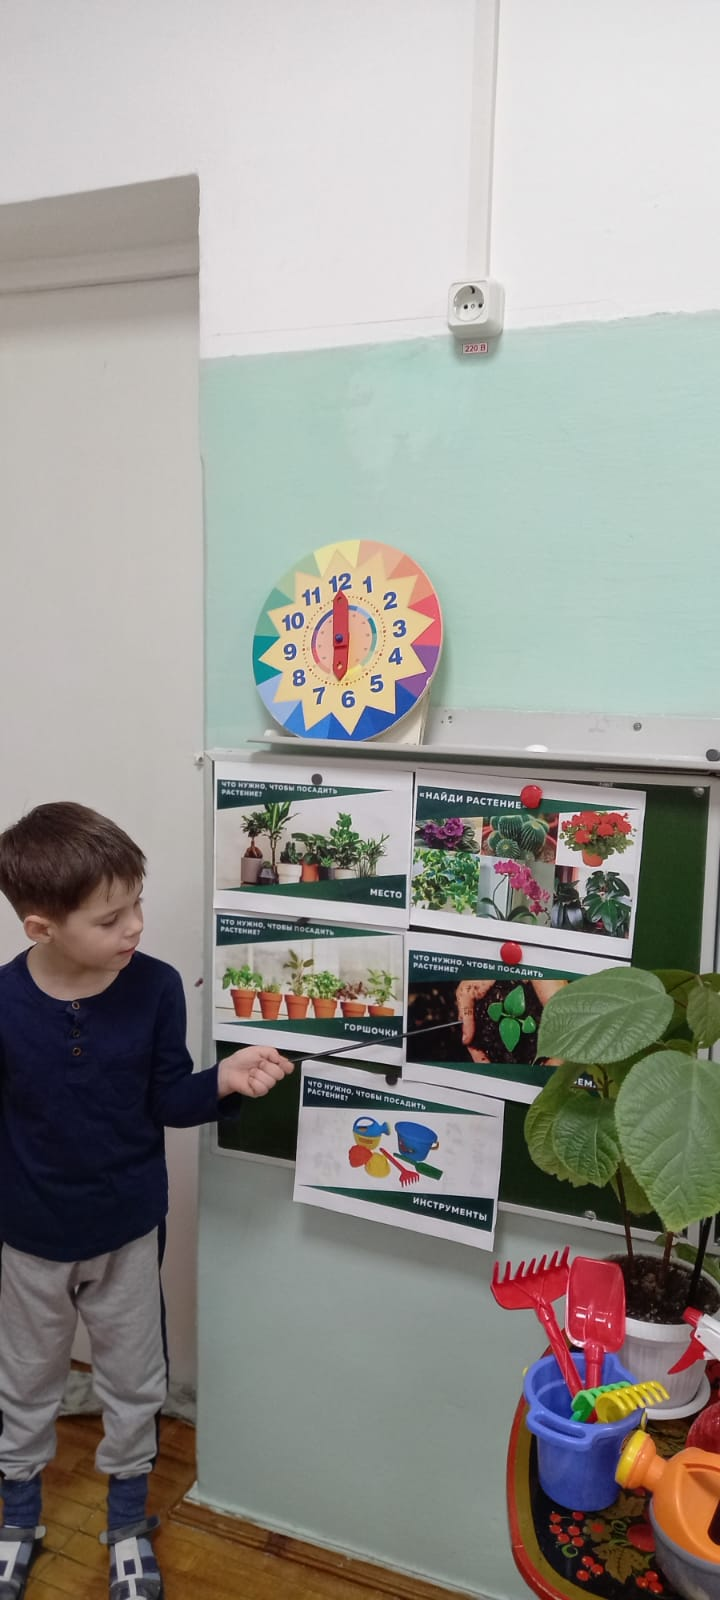 220 В
12
1
2
3
4
5
6
7
8
9
10
11
ЧТО НУЖНО, ЧТОБЫ ПОСАДИТЬ
РАСТЕНИЕ?
МЕСТО
«НАЙДИ РАСТЕНИЕ
ЧТО НУЖНО, ЧТОБЫ ПОСАДИТЬ
РАСТЕНИЕ?
ГОРШОЧКИ
ЧТО НУЖНО, ЧТОБЫ ПОСАДИТЬ
РАСТЕНИЕ?
ЧТО НУЖНО, ЧТОБЫ ПОСАДИТЬ
РАСТЕНИЕ?
ИНСТРУМЕНТЫ